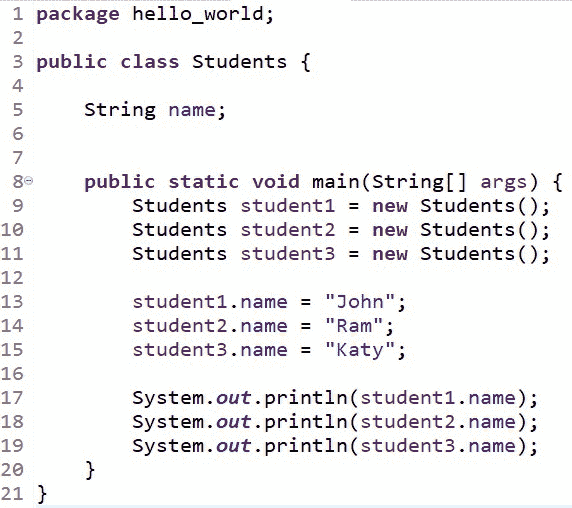 1 package hello_world;
2
3 public class Students {
4
5     String name;
6
7
8     public static void main(String[] args) {
9         Students student1 = new Students();
10         Students student2 = new Students();
11         Students student3 = new Students();
12
13         student1.name = "John";
14         student2.name = "Ram";
15         student3.name = "Katy";
16
17         System.out.println(student1.name);
18         System.out.println(student2.name);
19         System.out.println(student3.name);
20     }
21 }